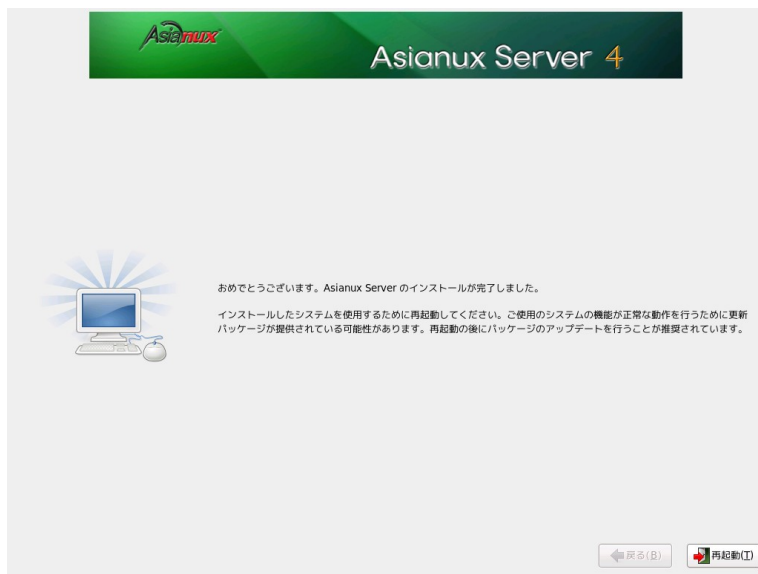 Asianux
Asianux Server 4
おめでとうございます。Asianux Server のインストールが完了しました。
インストールしたシステムを使用するために再起動してください。ご使用のシステムの機能が正常な動作を行うために更新
パッケージが提供されている可能性があります。再起動の後にパッケージのアップデートを行うことが推奨されています。
戻る(B)
再起動(T)